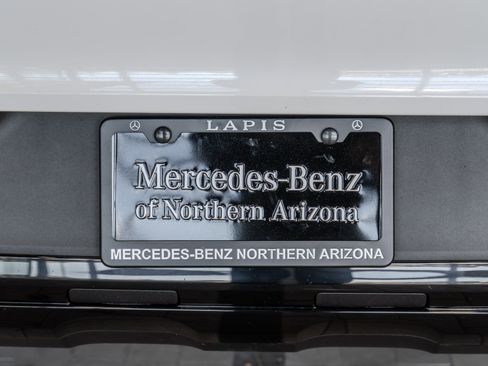 LAPIS
Mercedes-Benz
of Northern Arizona
MERCEDES-BENZ NORTHERN ARIZONA